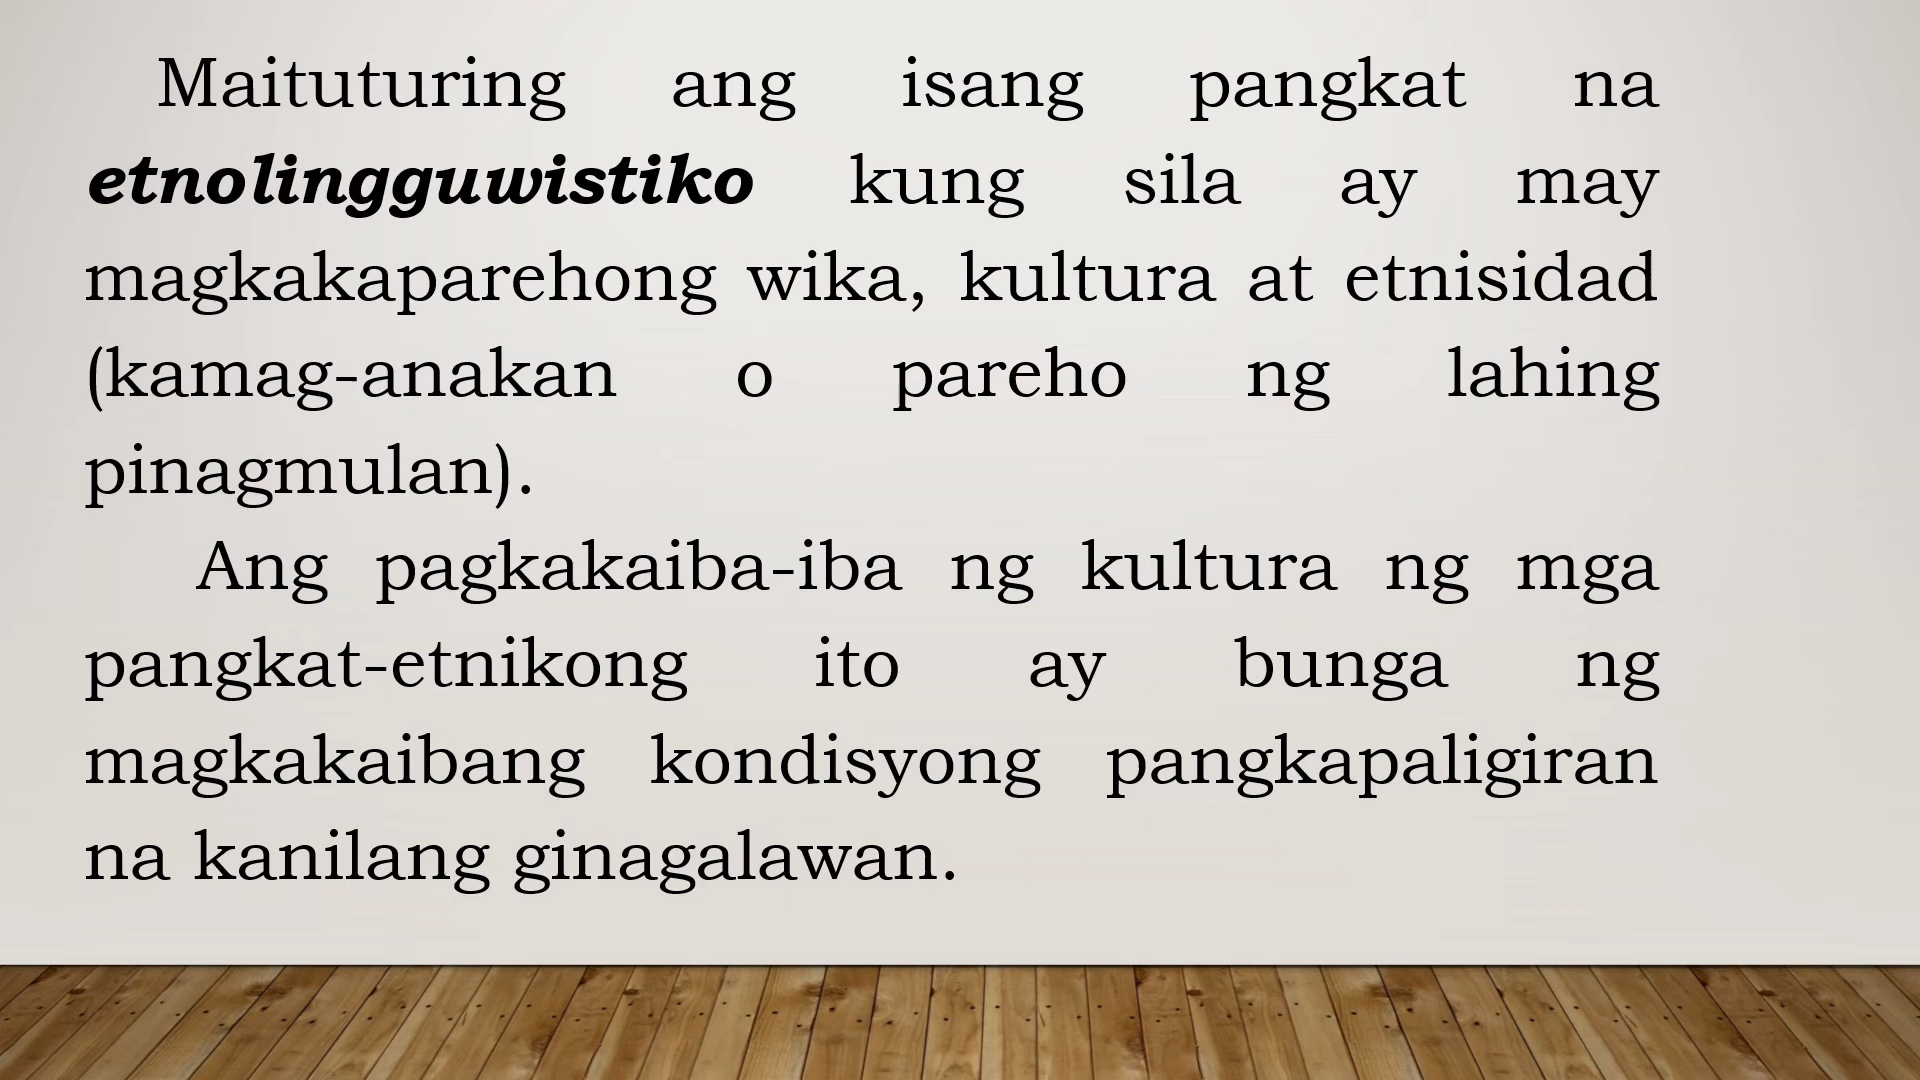 Maituturing ang isang pangkat na
etnolingguwistiko kung sila ay may
magkakaparehong wika, kultura at etnisidad
(kamag-anakan o pareho ng lahing
pinagmulan).
Ang pagkakaiba-iba ng kultura ng mga
pangkat-etnikong ito ay bunga ng
magkakaibang kondisyong pangkapaligiran
na kanilang ginagalawan.